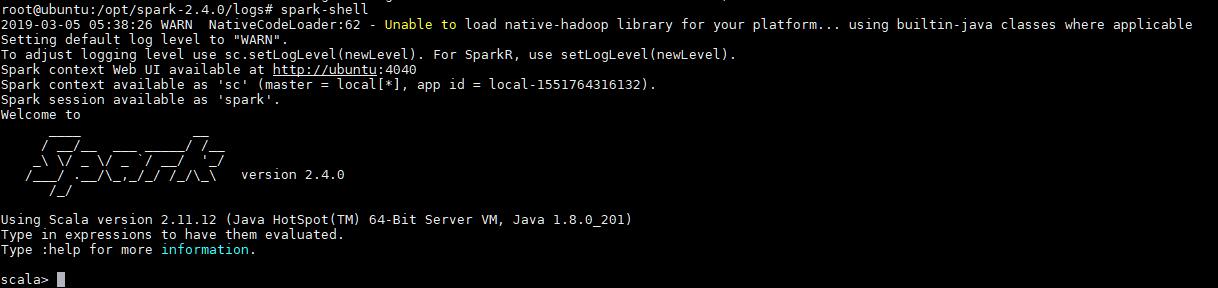 root@ubuntu:/opt/spark-2.4.0/logs# spark-shell
2019-03-05 05:38:26 WARN  NativeCodeLoader:62 - Unable to load native-hadoop library for your platform... using builtin-java classes where applicable
Setting default log level to "WARN".
To adjust logging level use sc.setLogLevel(newLevel). For SparkR, use setLogLevel(newLevel).
Spark context Web UI available at http://ubuntu:4040
Spark context available as 'sc' (master = local[*], app id = local-1551764316132).
Spark session available as 'spark'.
Welcome to
      ____              __
     / __/__  ___ _____/ /__
    _\ \/ _ \/ _ `/ __/  '_/
   /___/ .__/\_,_/_/ /_/\_\   version 2.4.0
      /_/
Using Scala version 2.11.12 (Java HotSpot(TM) 64-Bit Server VM, Java 1.8.0_201)
Type in expressions to have them evaluated.
Type :help for more information.
scala>